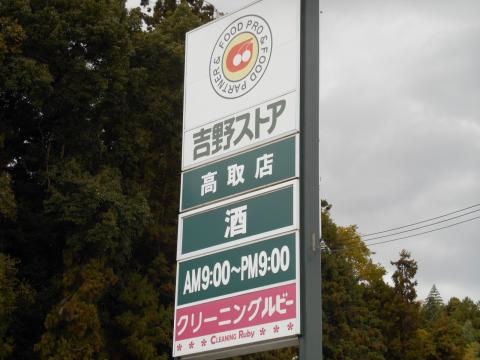 FOOD PRO & FOOD PARTNER &
吉野ストア
高取店
酒
AM9:00～PM9:00
クリーニングルビー
CLEANING Ruby